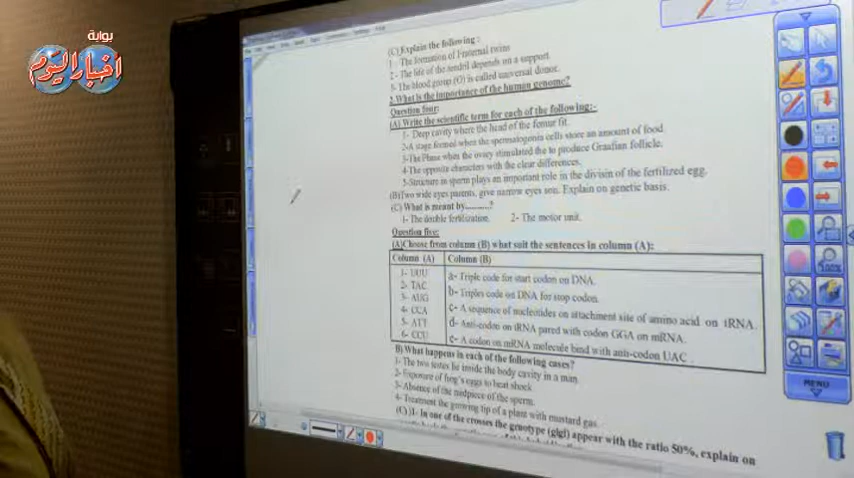 بوابة
اخبار اليوم
(C) Explain the following :
1- The formation of Fraternal twins
2- The life of the tendril depends on a support.
3- The blood group (O) is called universal donor.
2.What is the importance of the human genome?
Question four:
(A) Write the scientific term for each of the following:-
1- Deep cavity where the head of the femur fit.
2-A stage formed when the spermatogonia cells store an amount of food.
3-The Phase when the ovary stimulated the to produce Graafian follicle.
4-The opposite characters with the clear differences.
5-Structure in sperm plays an important role in the division of the fertilized egg.
(B)Two wide eyes parents, give narrow eyes son. Explain on genetic basis.
(C) What is meant by.........?
1- The double fertilization. 2- The motor unit.
Question five:
(A)Choose from column (B) what suit the sentences in column (A):
Column (A) Column (B)
1- UUU a- Triple code for start codon on DNA.
2- TAC b- Triples code on DNA for stop codon.
3- AUG c- A sequence of nucleotides on attachment site of amino acid on tRNA.
4- CCA d- Anti-codon on tRNA pared with codon GGA on mRNA.
5- ATT e- A codon on mRNA molecule bind with anti-codon UAC .
6- CCU
B) What happens in each of the following cases?
1- The two testes lie inside the body cavity in a man.
2- Exposure of frog's eggs to heat shock
3- Absence of the midpiece of the sperm.
4- Treatment the growing tip of a plant with mustard gas.
(C) )1- In one of the crosses the genotype (glgl) appear with the ratio 50%, explain on
MENU